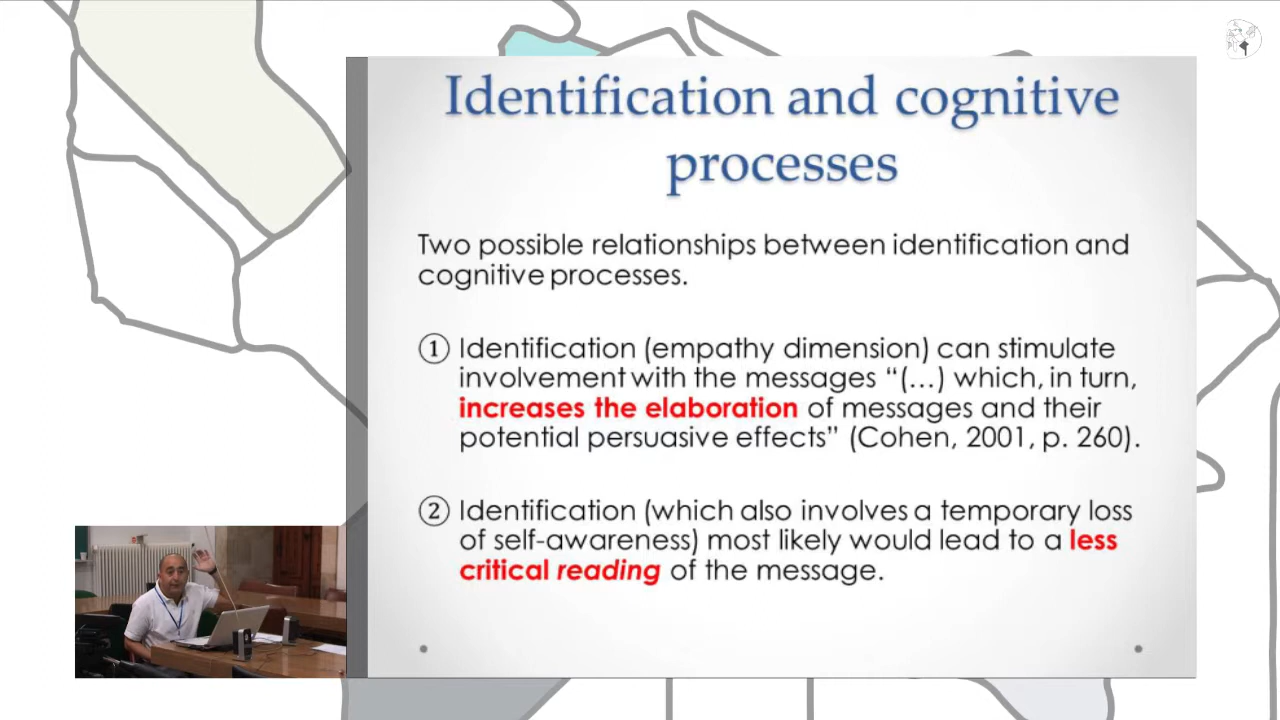 Identification and cognitive
processes
Two possible relationships between identification and
cognitive processes.
① Identification (empathy dimension) can stimulate
involvement with the messages “(…) which, in turn,
increases the elaboration of messages and their
potential persuasive effects” (Cohen, 2001, p. 260).
② Identification (which also involves a temporary loss
of self-awareness) most likely would lead to a less
critical reading of the message.